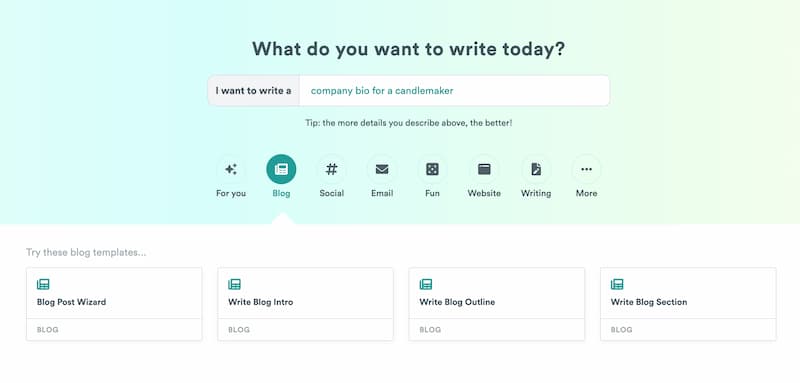 What do you want to write today?
I want to write a company bio for a candlemaker
Tip: the more details you describe above, the better!
For you Blog Social Email Fun Website Writing More
Try these blog templates...
Blog Post Wizard Write Blog Intro Write Blog Outline Write Blog Section
BLOG BLOG BLOG BLOG